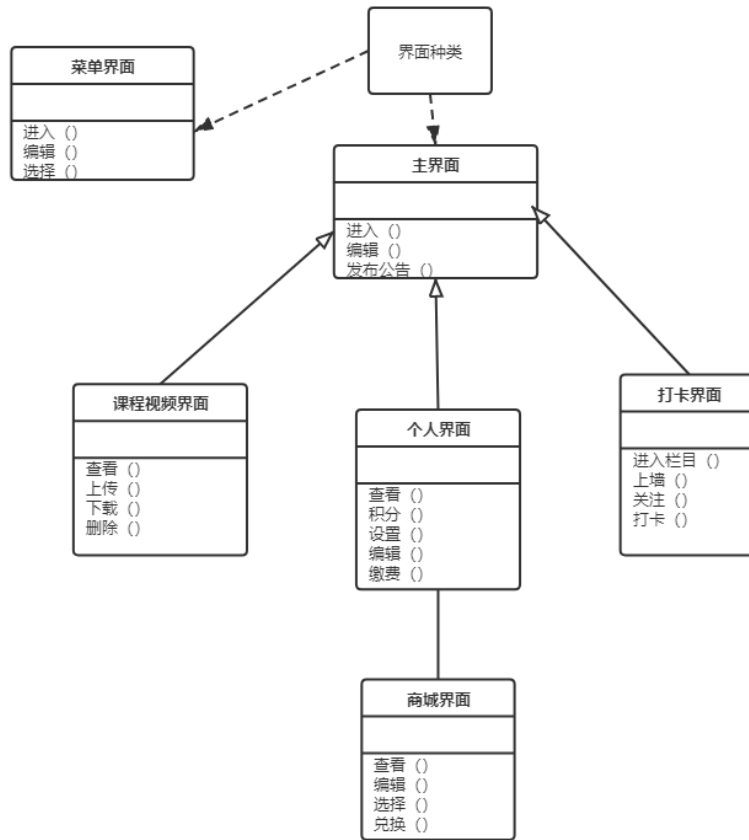 界面种类
菜单界面
进入（）
编辑（）
选择（）
主界面
进入（）
编辑（）
发布公告（）
课程视频界面
查看（）
上传（）
下载（）
删除（）
个人界面
查看（）
积分（）
设置（）
编辑（）
缴费（）
打卡界面
进入栏目（）
上墙（）
关注（）
打卡（）
商城界面
查看（）
编辑（）
选择（）
兑换（）